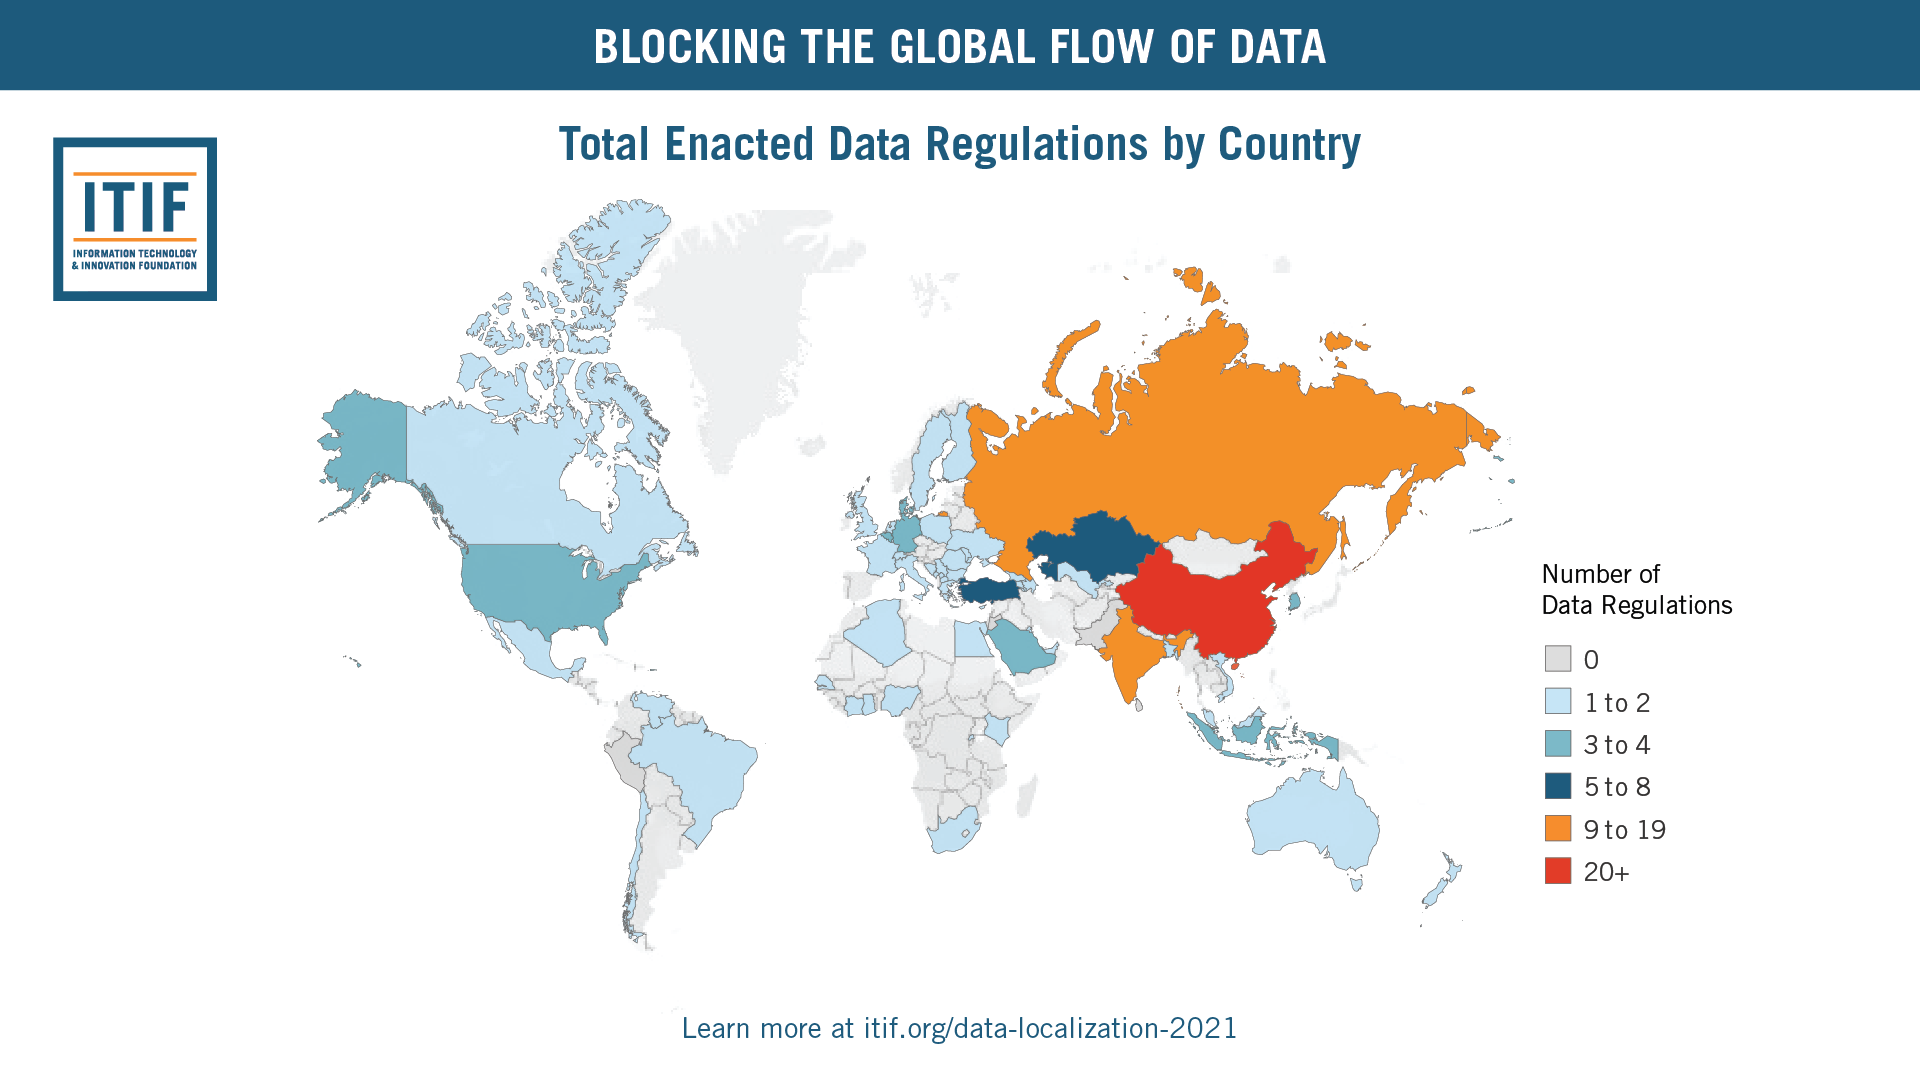 BLOCKING THE GLOBAL FLOW OF DATA
Total Enacted Data Regulations by Country
ITIF
INFORMATION TECHNOLOGY
& INNOVATION FOUNDATION
Number of
Data Regulations
0
1 to 2
3 to 4
5 to 8
9 to 19
20+
Learn more at itif.org/data-localization-2021